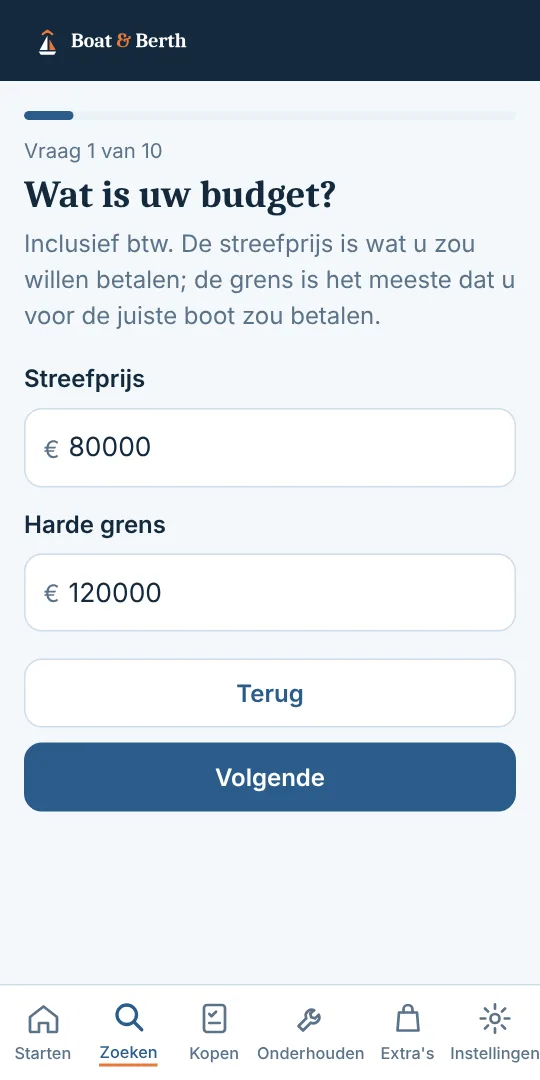 Boat & Berth
Vraag 1 van 10
Wat is uw budget?
Inclusief btw. De streefprijs is wat u zou
willen betalen; de grens is het meeste dat u
voor de juiste boot zou betalen.
Streefprijs
€ 80000
Harde grens
€ 120000
Terug
Volgende
Starten Zoeken Kopen Onderhouden Extra's Instellingen